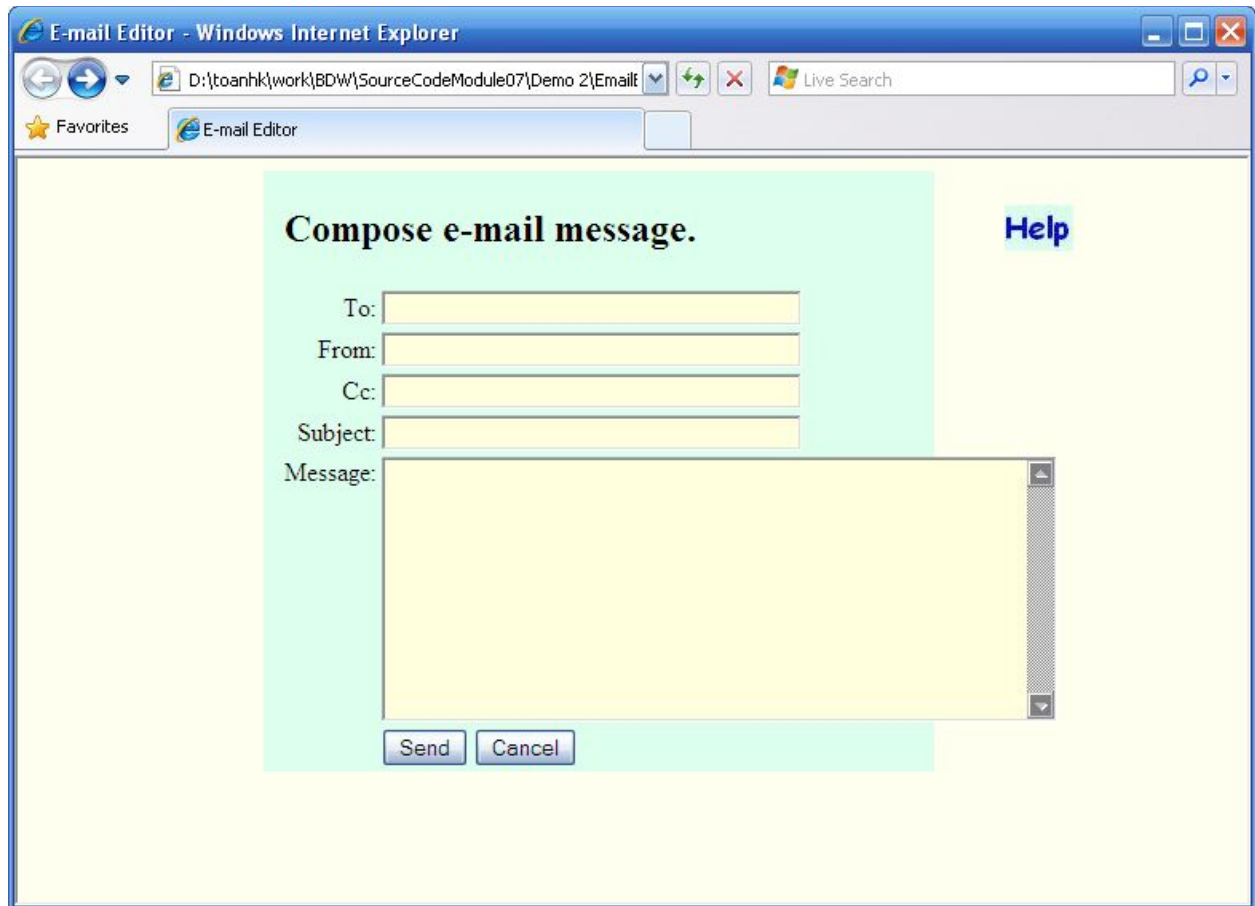 E-mail Editor - Windows Internet Explorer
D:\toanhk\work\BDW\SourceCodeModule07\Demo 2\EmailE
Live Search
Favorites
E-mail Editor
Compose e-mail message.
Help
To:
From:
Cc:
Subject:
Message:
Send Cancel